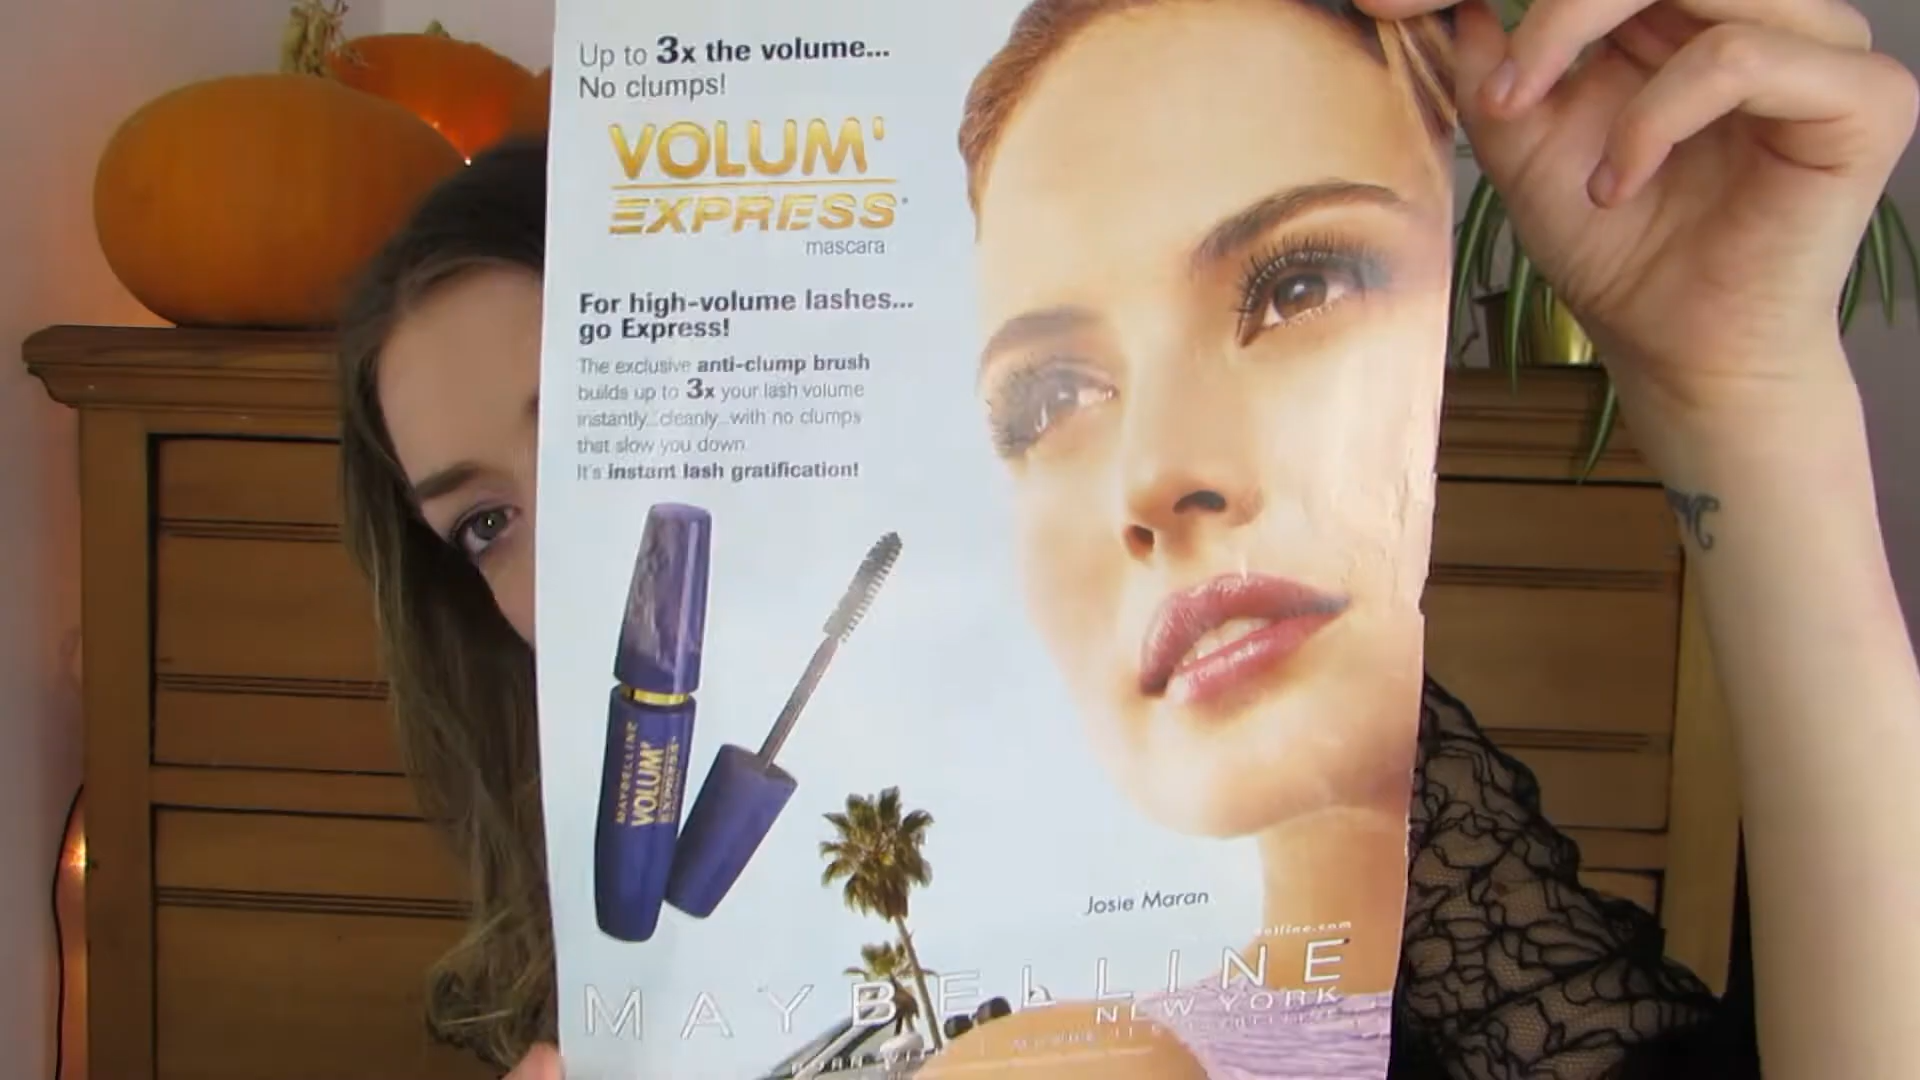 Up to 3x the volume...
No clumps!
VOLUM'
EXPRESS
mascara
For high-volume lashes...
go Express!
The exclusive anti-clump brush
builds up to 3x your lash volume
instantly...cleanly...with no clumps
that slow you down.
It's instant lash gratification!
MAYBELLINE
VOLUM'
EXPRESS
Josie Maran
MAYBELLINE
NEW YORK